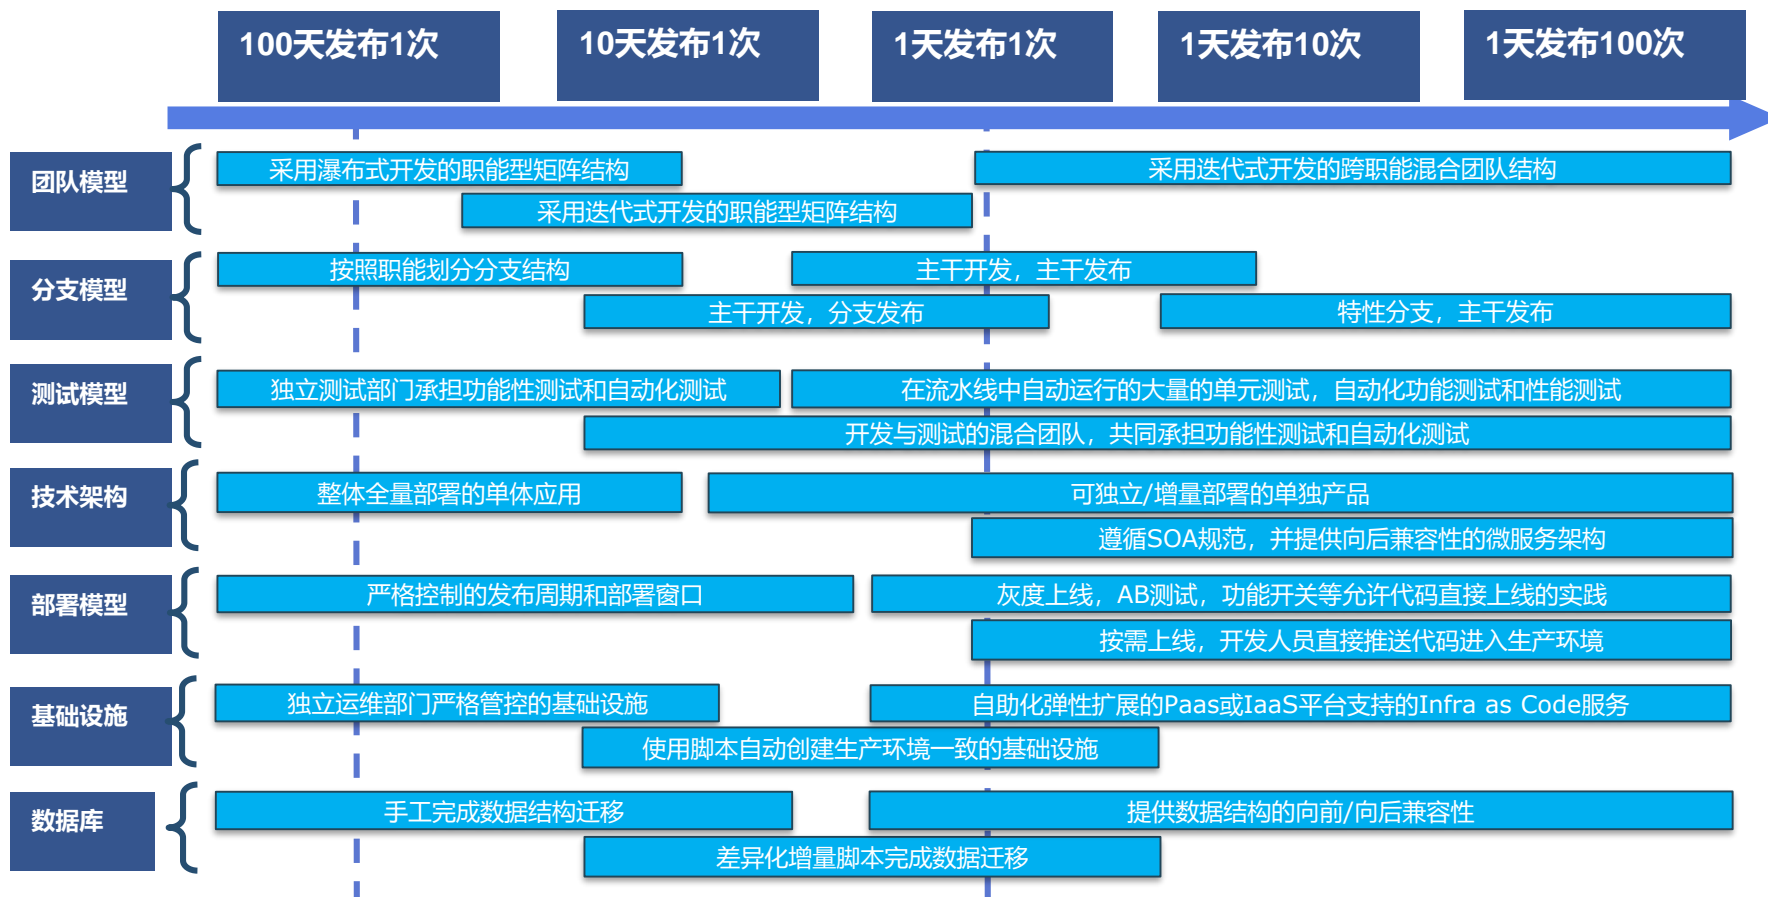 100天发布1次
10天发布1次
1天发布1次
1天发布10次
1天发布100次
团队模型
采用瀑布式开发的职能型矩阵结构
采用迭代式开发的跨职能混合团队结构
采用迭代式开发的职能型矩阵结构
分支模型
按照职能划分分支结构
主干开发，主干发布
主干开发，分支发布
特性分支，主干发布
测试模型
独立测试部门承担功能性测试和自动化测试
在流水线中自动运行的大量的单元测试，自动化功能测试和性能测试
开发与测试的混合团队，共同承担功能性测试和自动化测试
技术架构
整体全量部署的单体应用
可独立/增量部署的单独产品
遵循SOA规范，并提供向后兼容性的微服务架构
部署模型
严格控制的发布周期和部署窗口
灰度上线，AB测试，功能开关等允许代码直接上线的实践
按需上线，开发人员直接推送代码进入生产环境
基础设施
独立运维部门严格管控的基础设施
自助化弹性扩展的Paas或IaaS平台支持的Infra as Code服务
使用脚本自动创建生产环境一致的基础设施
数据库
手工完成数据结构迁移
提供数据结构的向前/向后兼容性
差异化增量脚本完成数据迁移